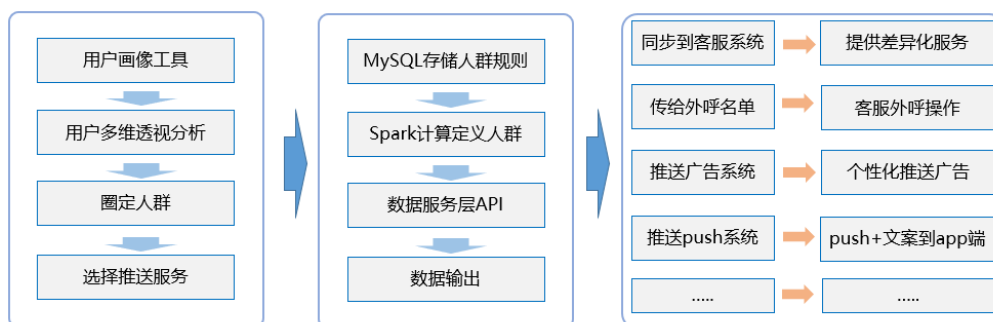 用户画像工具
用户多维透视分析
圈定人群
选择推送服务
MySQL存储人群规则
Spark计算定义人群
数据服务层API
数据输出
同步到客服系统
提供差异化服务
传给外呼名单
客服外呼操作
推送广告系统
个性化推送广告
推送push系统
push+文案到app端
.....
.....